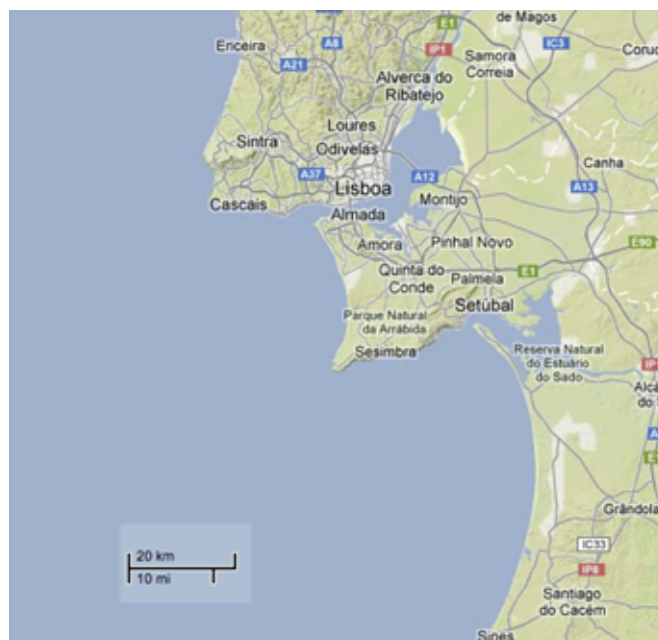 E1
de Magos
Ericeira
A8
IP1
IC3
Samora
Correia
A21
Alverca do
Ribatejo
Loures
Sintra
Odivelas
Canha
A37
Lisboa
A12
A13
Cascais
Montijo
Almada
Amora
Pinhal Novo
E90
Quinta do
Conde
Palmela
E1
Setúbal
Parque Natural
da Arrábida
Sesimbra
Reserva Natural
do Estuário
do Sado
Grândola
20 km
10 mi
IC33
IP8
Santiago
do Cacém